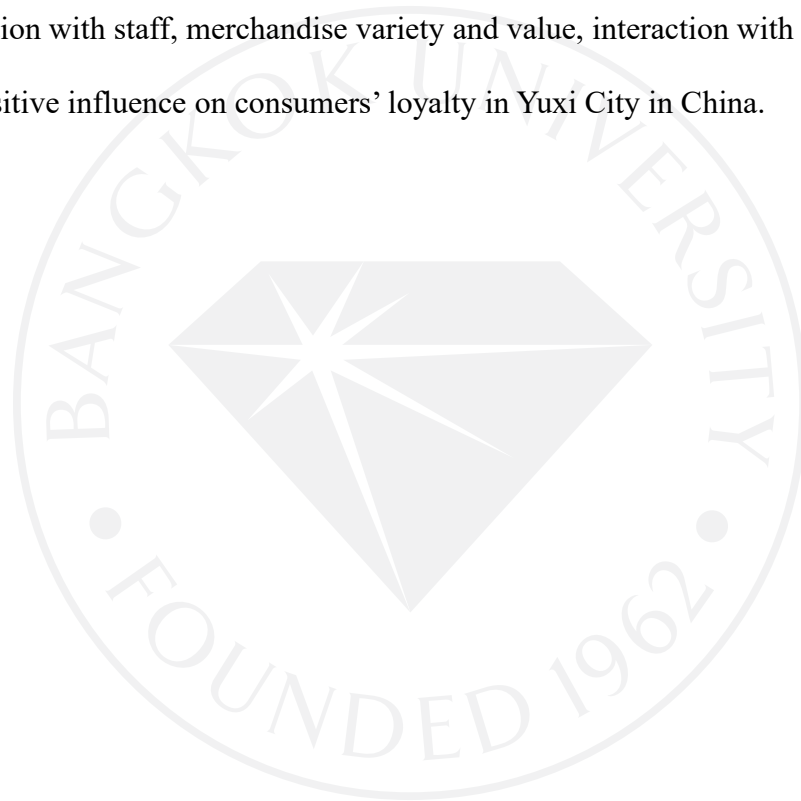 ion with staff, merchandise variety and value, interaction with
sitive influence on consumers’ loyalty in Yuxi City in China.
BANGKOK UNIVERSITY
FOUNDED 1962